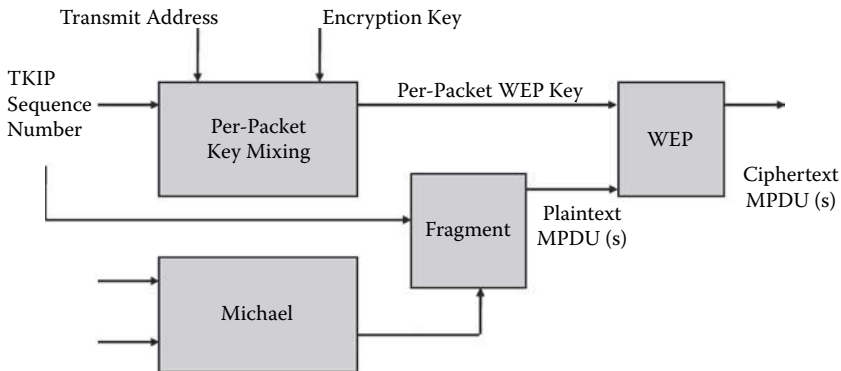 Transmit Address
Encryption Key
TKIP
Sequence
Number
Per-Packet
Key Mixing
Per-Packet WEP Key
WEP
Ciphertext
MPDU (s)
Fragment
Plaintext
MPDU (s)
Michael